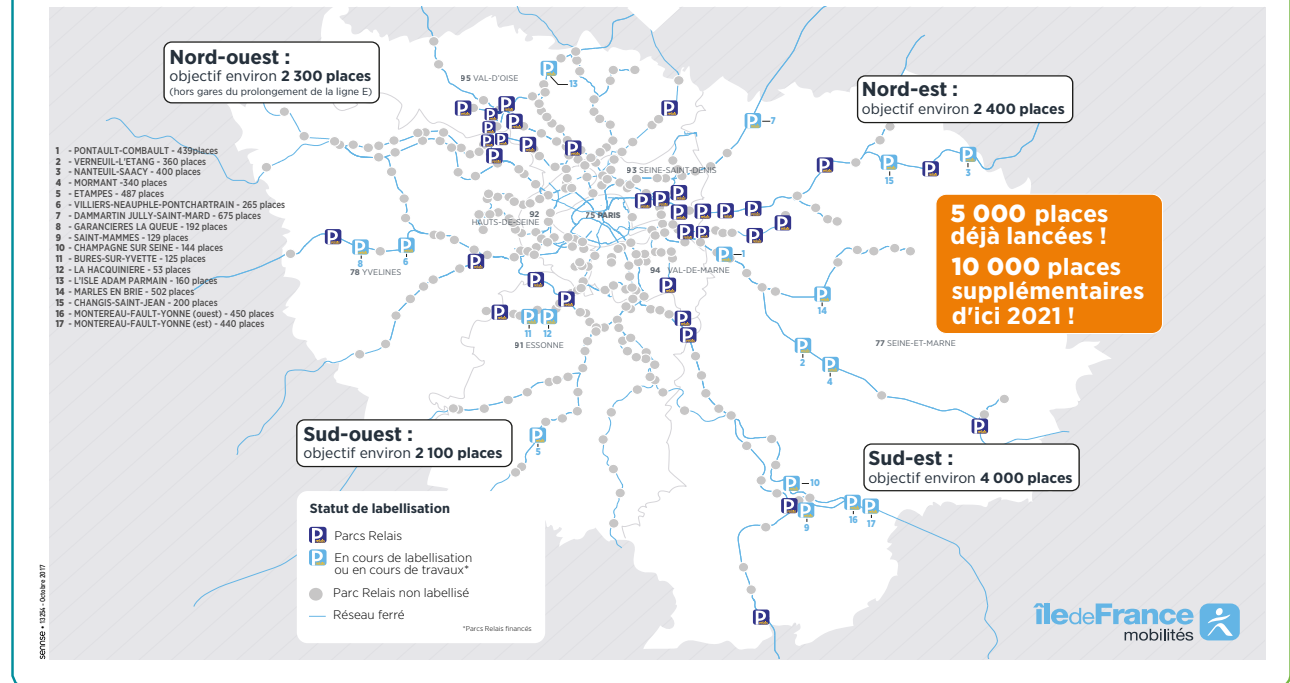 Nord-ouest :
objectif environ 2 300 places
(hors gares du prolongement de la ligne E)
95 VAL-D'OISE
13
Nord-est :
objectif environ 2 400 places
7
15
3
1 - PONTAULT-COMBAULT - 439places
2 - VERNEUIL-L'ETANG - 360 places
3 - NANTEUIL-SAACY - 400 places
4 - MORMANT -340 places
5 - ETAMPES - 487 places
6 - VILLIERS-NEAUPHLE-PONTCHARTRAIN - 265 places
7 - DAMMARTIN JULLY-SAINT-MARD - 675 places
8 - GARANCIERES LA QUEUE - 192 places
9 - SAINT-MAMMES - 129 places
10 - CHAMPAGNE SUR SEINE - 144 places
11 - BURES-SUR-YVETTE - 125 places
12 - LA HACQUINIERE - 53 places
13 - L'ISLE ADAM PARMAIN - 160 places
14 - MARLES EN BRIE - 502 places
15 - CHANGIS-SAINT-JEAN - 200 places
16 - MONTEREAU-FAULT-YONNE (ouest) - 450 places
17 - MONTEREAU-FAULT-YONNE (est) - 440 places
93 SEINE-SAINT-DENIS
92
HAUTS-DE-SEINE
75 PARIS
5 000 places
déjà lancées !
10 000 places
supplémentaires
d'ici 2021 !
8
6
78 YVELINES
1
94 VAL-DE-MARNE
14
11
12
91 ESSONNE
2
4
77 SEINE-ET-MARNE
Sud-ouest :
objectif environ 2 100 places
5
Sud-est :
objectif environ 4 000 places
10
9
16
17
Statut de labellisation
P Parcs Relais
P En cours de labellisation
ou en cours de travaux*
Parc Relais non labellisé
Réseau ferré
*Parcs Relais financés
île de France
mobilités
sennse • 13254 - Octobre 2017